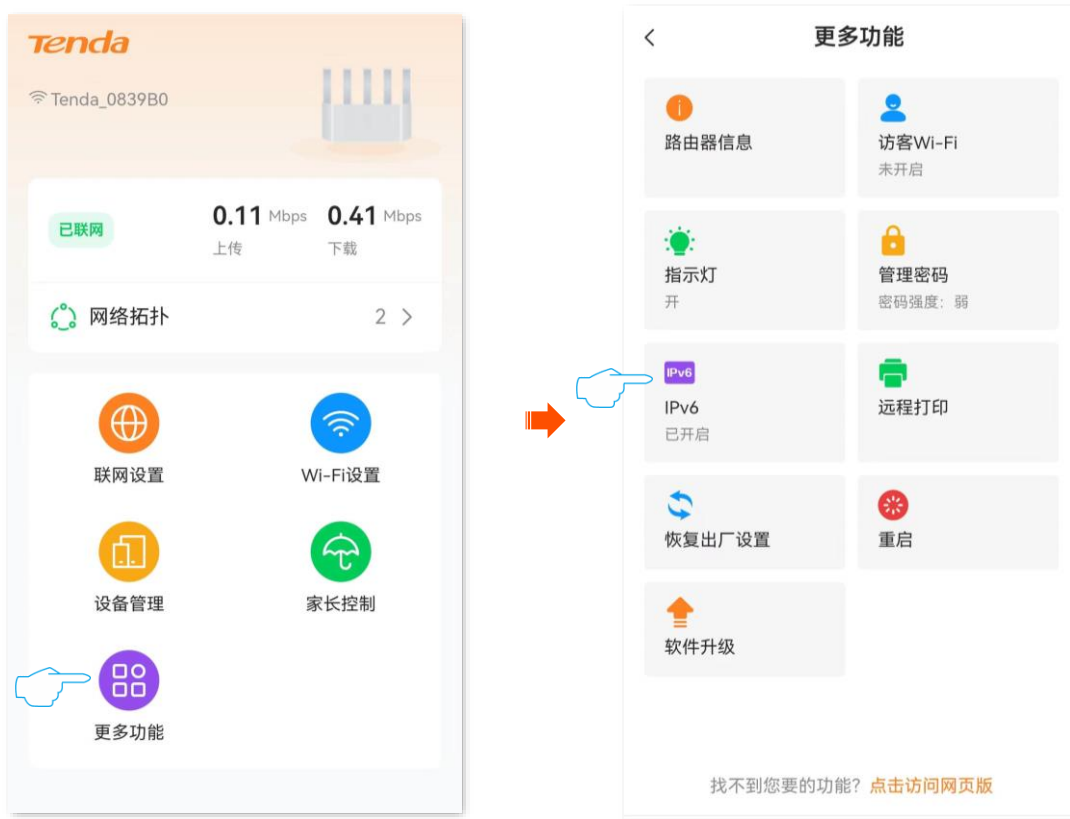 Tenda
Tenda_0839B0
已联网
0.11 Mbps 0.41 Mbps
上传 下载
网络拓扑 2
联网设置 Wi-Fi设置
设备管理 家长控制
更多功能
更多功能
路由器信息 访客Wi-Fi
未开启
指示灯 管理密码
开 密码强度：弱
IPv6
IPv6 远程打印
已开启
恢复出厂设置 重启
软件升级
找不到您要的功能？点击访问网页版